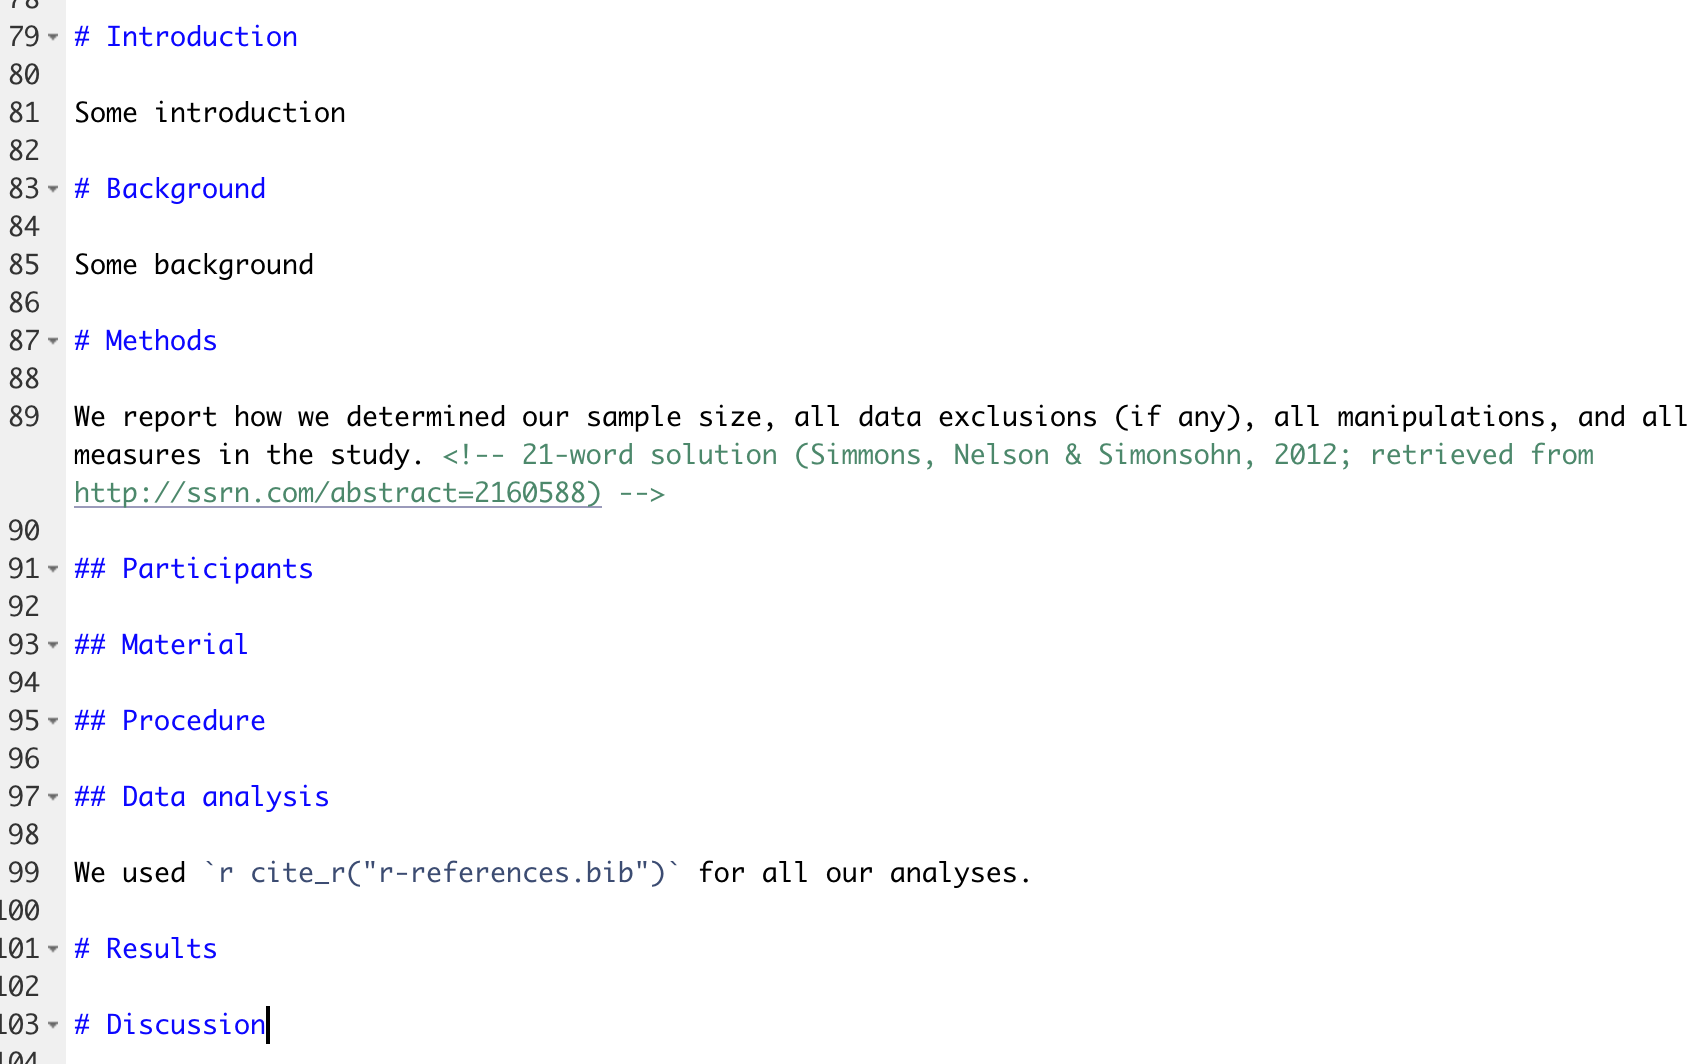 78
79 # Introduction
80
81 Some introduction
82
83 # Background
84
85 Some background
86
87 # Methods
88
89 We report how we determined our sample size, all data exclusions (if any), all manipulations, and all
measures in the study. <!-- 21-word solution (Simmons, Nelson & Simonsohn, 2012; retrieved from
http://ssrn.com/abstract=2160588) -->
90
91 ## Participants
92
93 ## Material
94
95 ## Procedure
96
97 ## Data analysis
98
99 We used `r cite_r("r-references.bib")` for all our analyses.
100
101 # Results
102
103 # Discussion
104